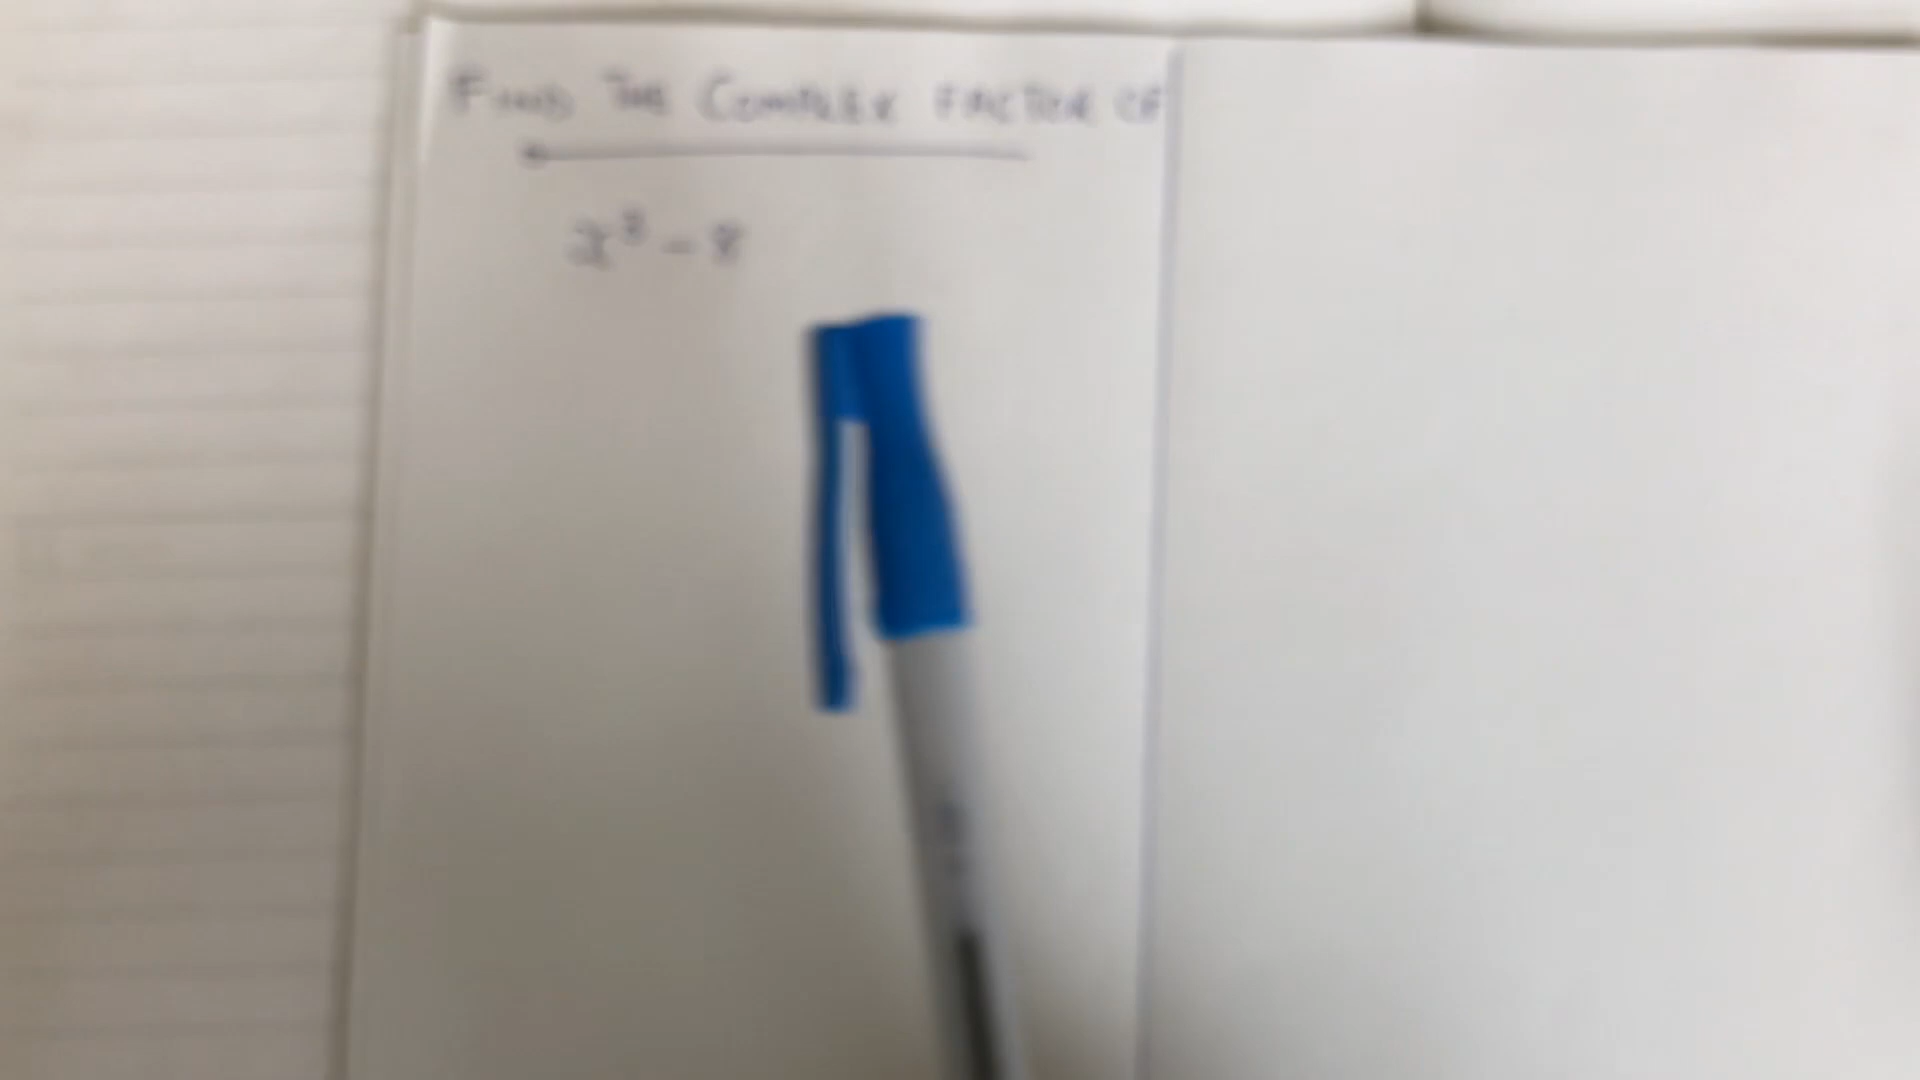 FIND THE COMPLEX FACTOR OF
x³ - 8